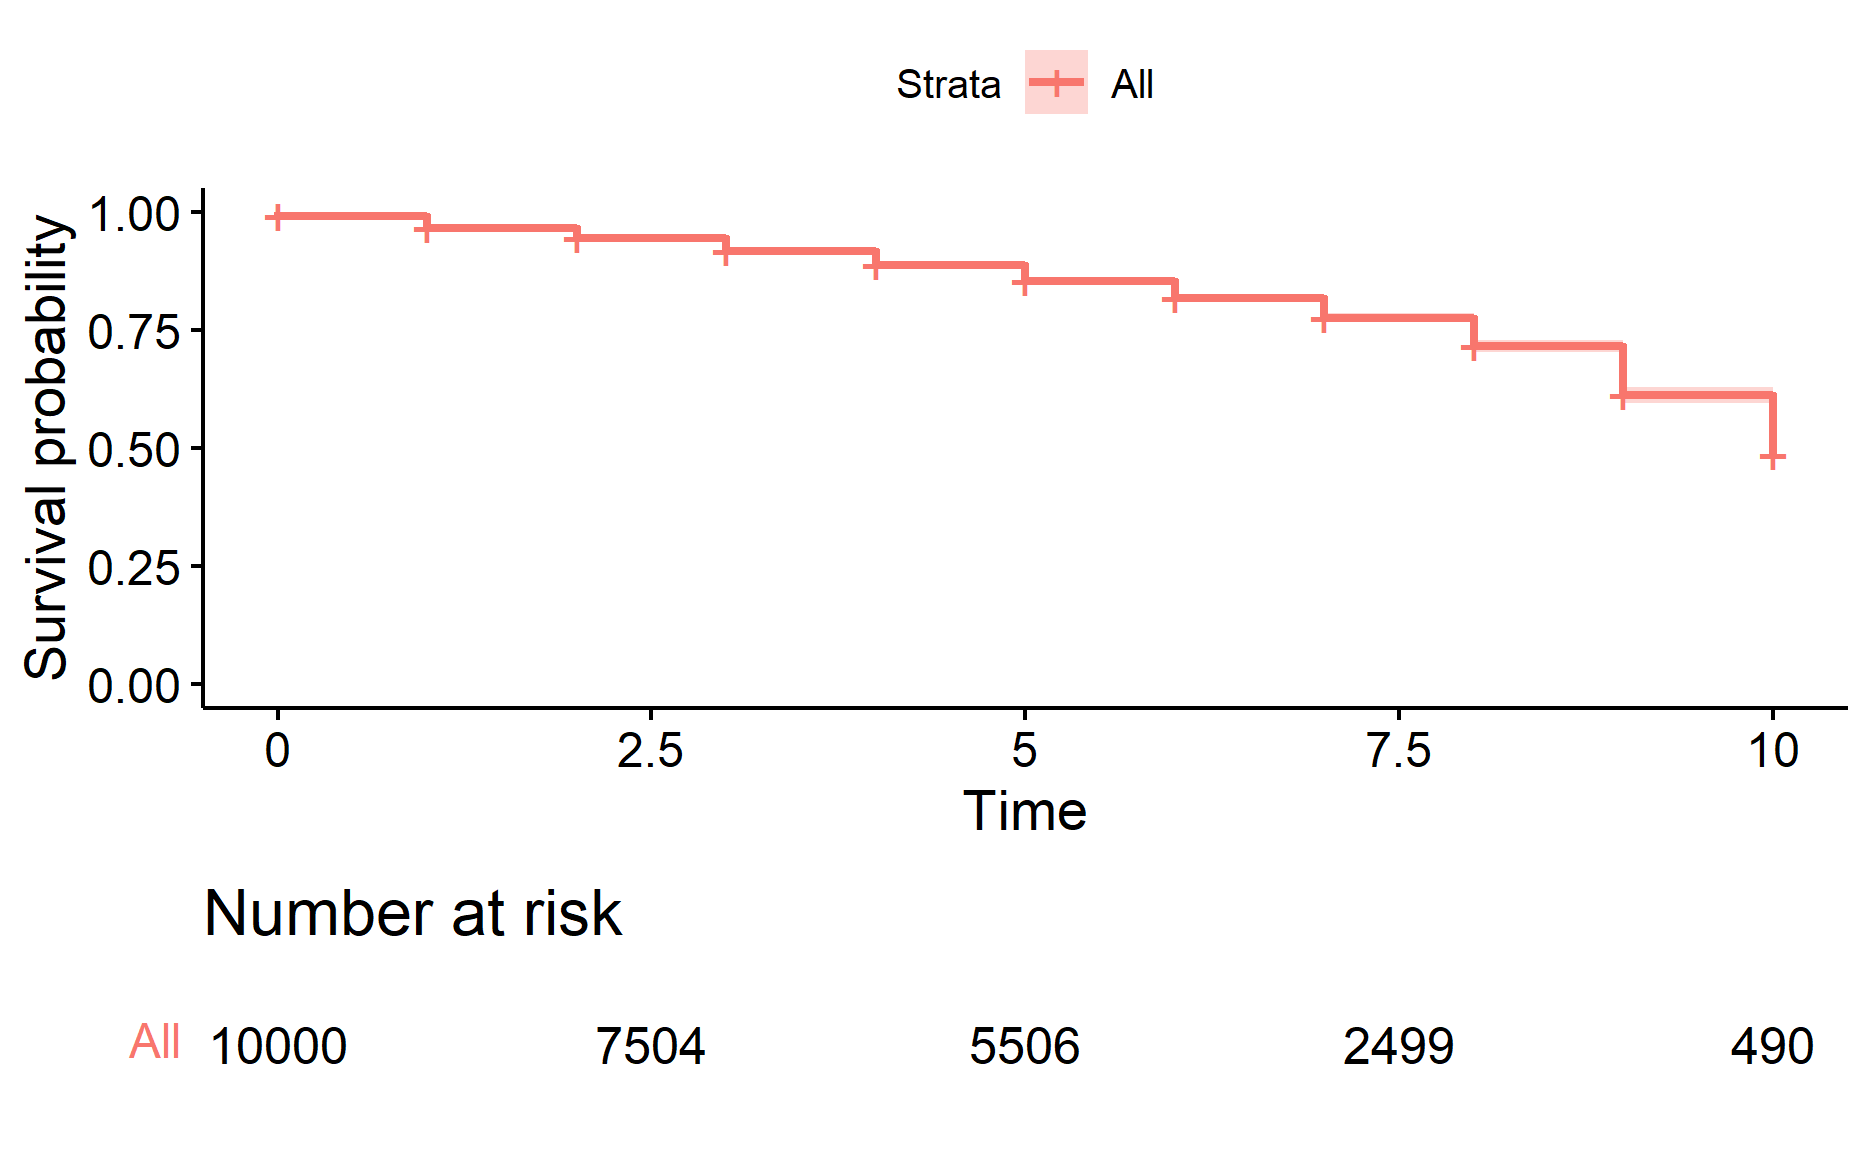 Strata All
Survival probability
1.00
0.75
0.50
0.25
0.00
0 2.5 5 7.5 10
Time
Number at risk
All 10000 7504 5506 2499 490